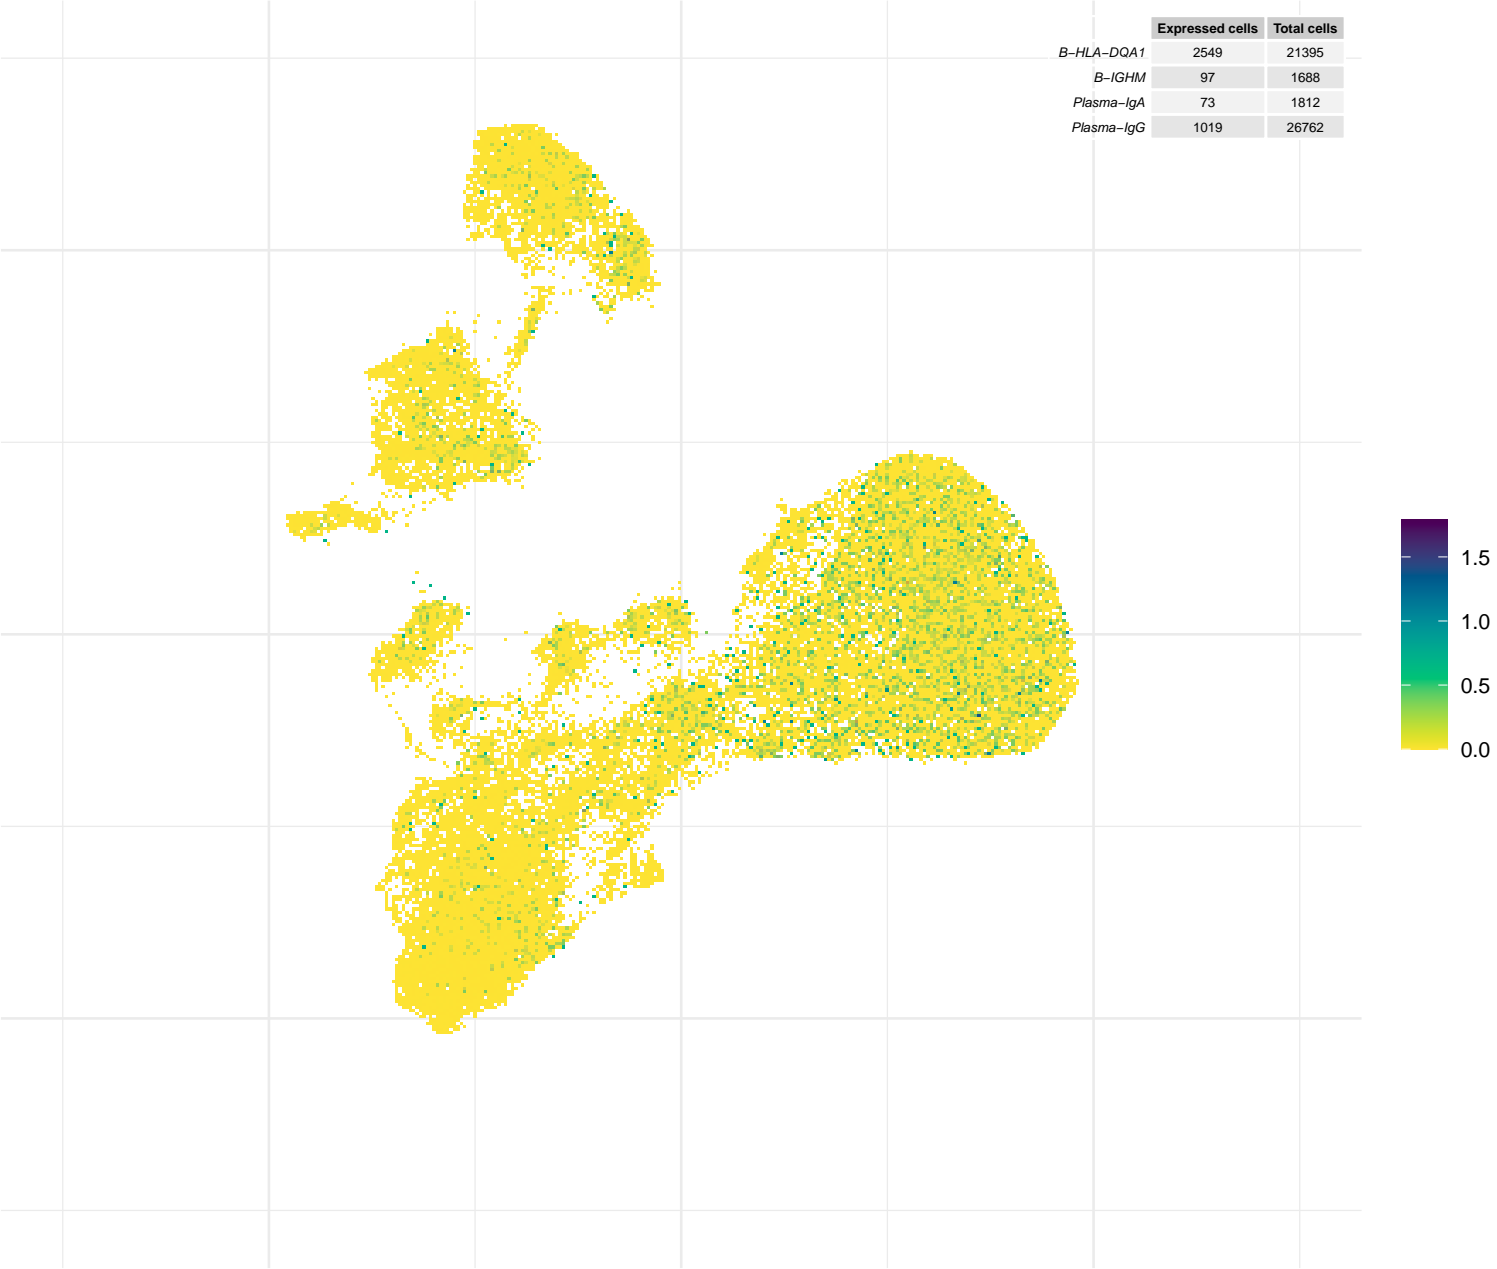 Expressed cells Total cells
B−HLA−DQA1 2549 21395
B−IGHM 97 1688
Plasma−IgA 73 1812
Plasma−IgG 1019 26762
1.5
1.0
0.5
0.0